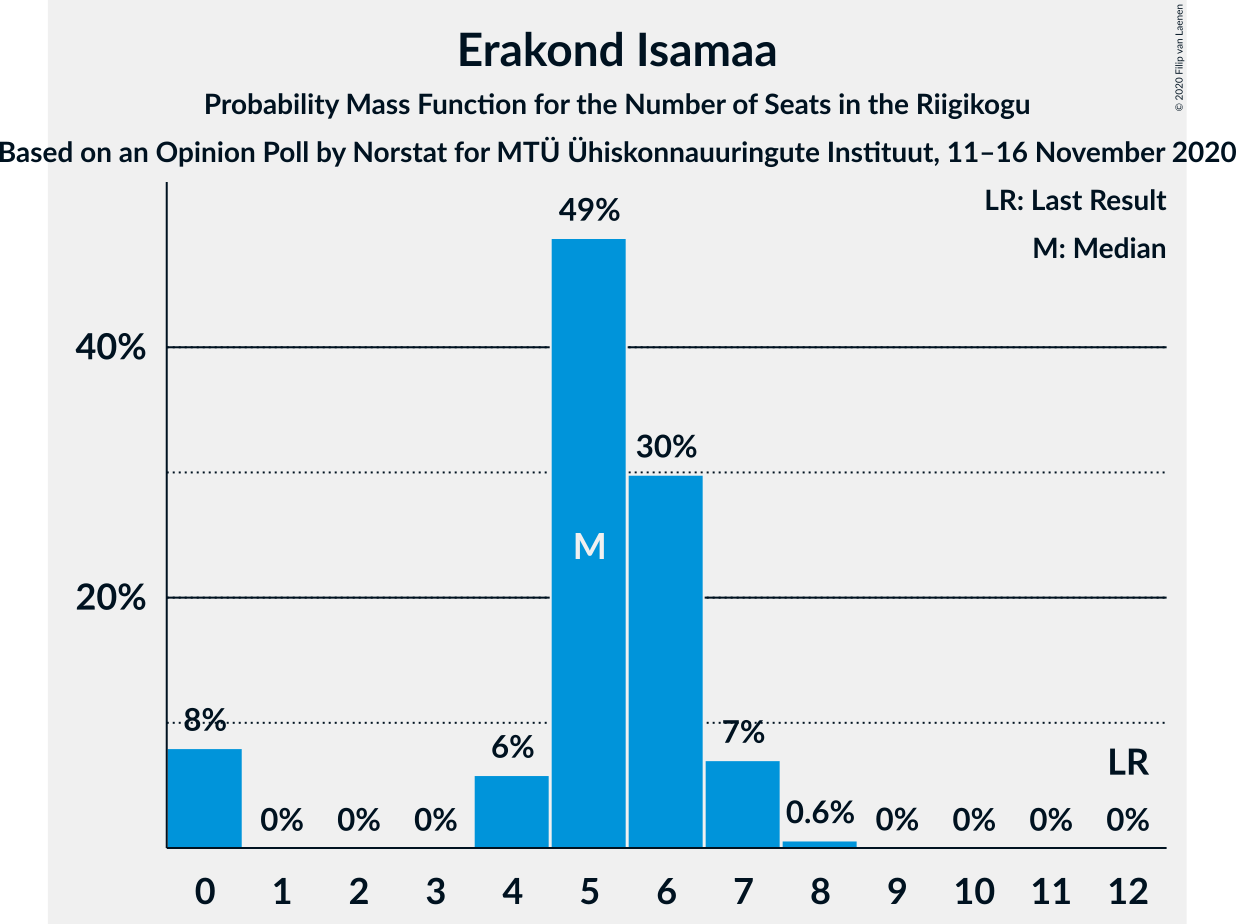 Erakond Isamaa
Probability Mass Function for the Number of Seats in the Riigikogu
Based on an Opinion Poll by Norstat for MTÜ Ühiskonnauuringute Instituut, 11–16 November 2020
© 2020 Filip van Laenen
LR: Last Result
M: Median
49%
40%
30%
M
20%
8%
7%
6%
LR
0% 0% 0% 0.6% 0% 0% 0% 0%
0 1 2 3 4 5 6 7 8 9 10 11 12